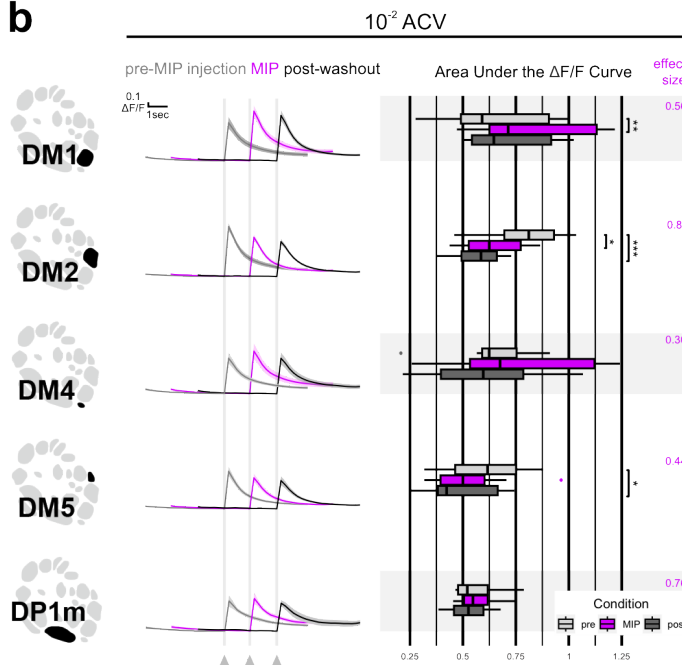 b
10⁻² ACV
pre-MIP injection MIP post-washout
Area Under the ΔF/F Curve
effec
size
0.1
ΔF/F
1sec
DM1
0.50
**
DM2
0.8
*
***
DM4
0.36
DM5
0.44
*
DP1m
0.70
Condition
pre MIP pos
0.25 0.5 0.75 1 1.25